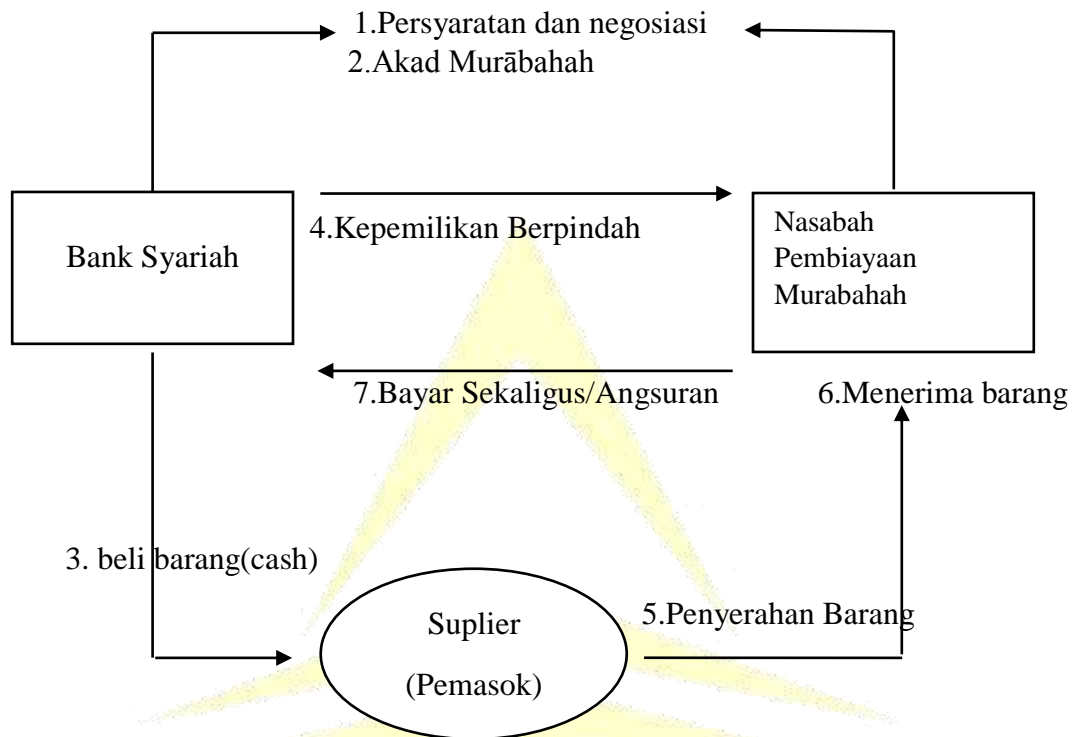 1.Persyaratan dan negosiasi
2.Akad Murābahah
Bank Syariah
4.Kepemilikan Berpindah
Nasabah
Pembiayaan
Murabahah
7.Bayar Sekaligus/Angsuran
6.Menerima barang
3. beli barang(cash)
Suplier
(Pemasok)
5.Penyerahan Barang